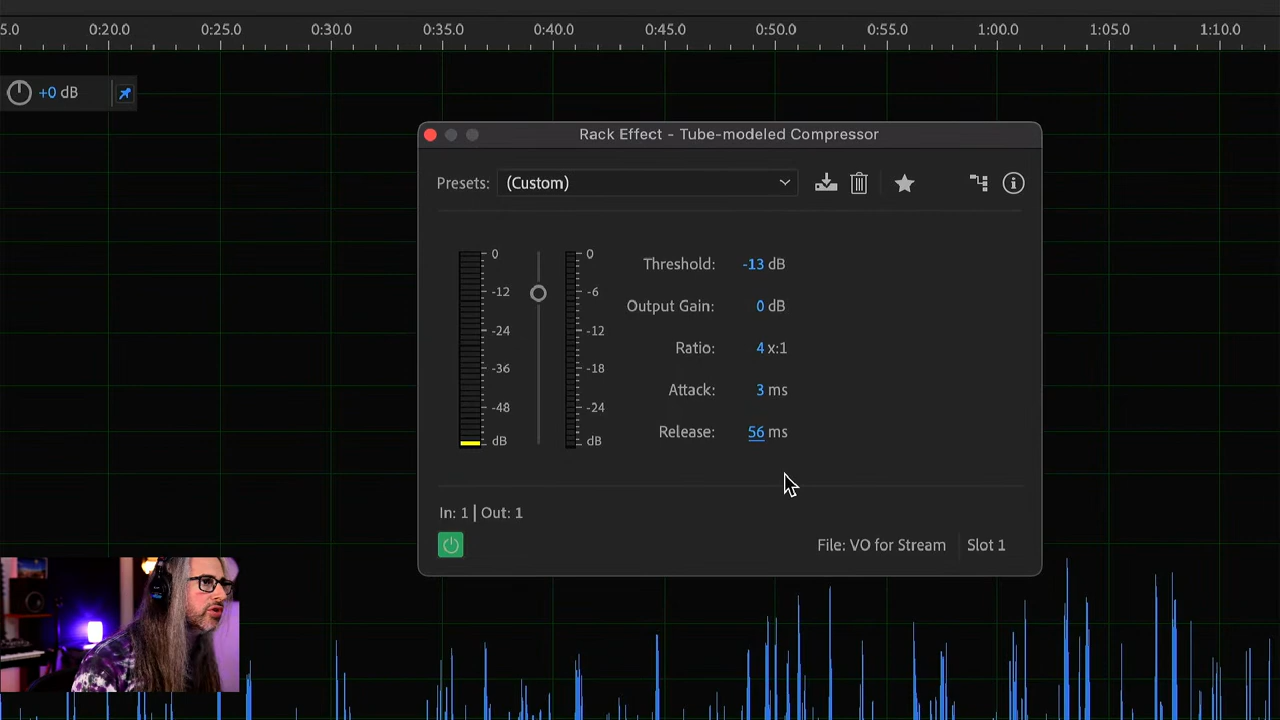 5.0 0:20.0 0:25.0 0:30.0 0:35.0 0:40.0 0:45.0 0:50.0 0:55.0 1:00.0 1:05.0 1:10.0
+0 dB
Rack Effect - Tube-modeled Compressor
Presets: (Custom)
0 0 Threshold: -13 dB
-12 -6 Output Gain: 0 dB
-24 -12 Ratio: 4 x:1
-36 -18 Attack: 3 ms
-48 -24 Release: 56 ms
dB dB
In: 1 | Out: 1
File: VO for Stream Slot 1